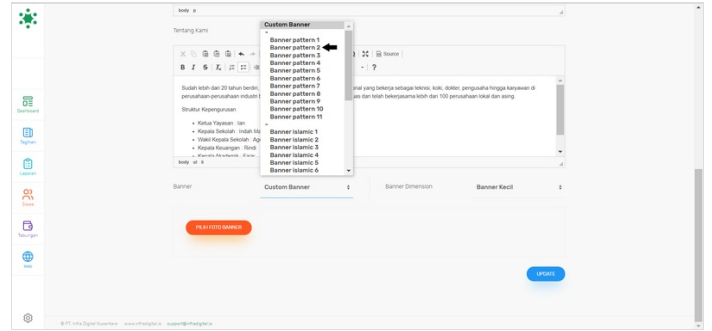 body p
Tentang Kami
Custom Banner
Banner pattern 1
Banner pattern 2
Banner pattern 3
Banner pattern 4
Banner pattern 5
Banner pattern 6
Banner pattern 7
Banner pattern 8
Banner pattern 9
Banner pattern 10
Banner pattern 11
Banner islamic 1
Banner islamic 2
Banner islamic 3
Banner islamic 4
Banner islamic 5
Banner islamic 6
Source
B I S
?
Sudah lebih dari 20 tahun berdiri,
nal yang bekerja sebagai teknisi, koki, dokter, pengusaha hingga karyawan di
perusahaan-perusahaan industri
as dan telah bekerjasama lebih dari 100 perusahaan lokal dan asing.
Struktur Kepengurusan
Ketua Yayasan : Ian
Kepala Sekolah : Indah
Wakil Kepala Sekolah : Ag
Kepala Keuangan : Rindi
body ul li
Dashboard
Tagihan
Laporan
Siswa
Tabungan
Web
Banner
Custom Banner
Banner Dimension
Banner Kecil
PILIH FOTO BANNER
UPDATE
© PT. Infra Digital Nusantara www.infradigital.io support@infradigital.io